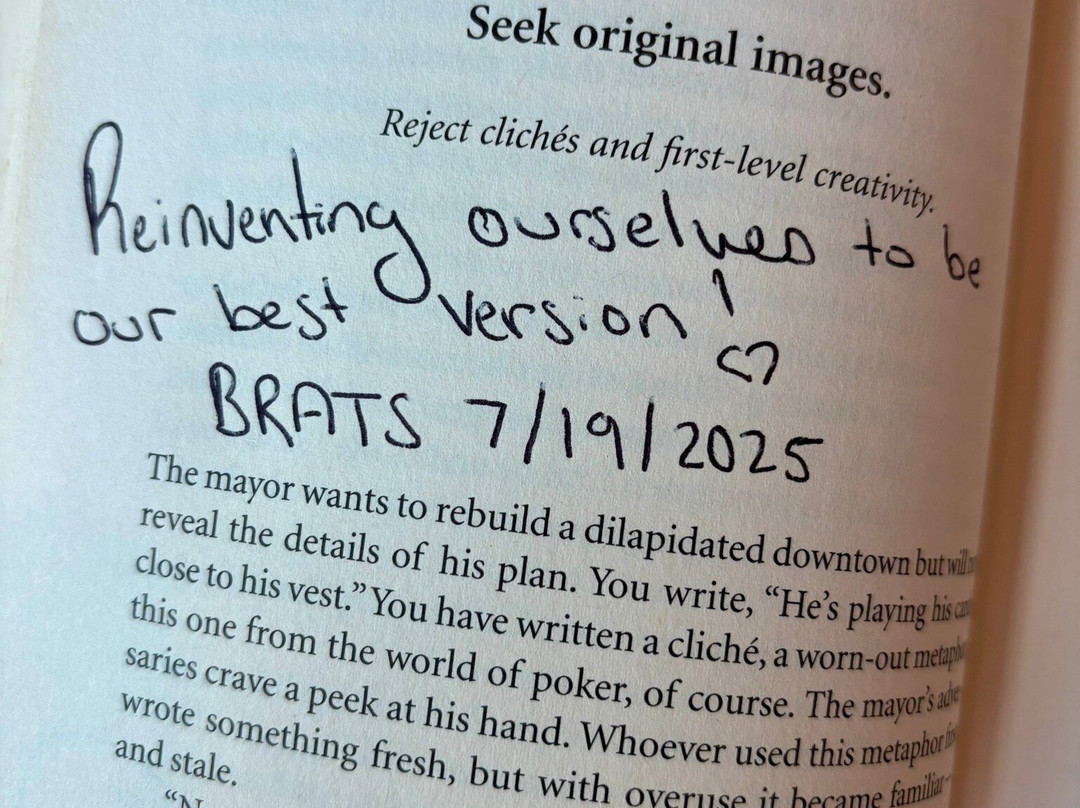 Seek original images.
Reject clichés and first-level creativity.
Reinventing ourselves to be
our best version!
BRATS 7/19/2025
The mayor wants to rebuild a dilapidated downtown but will
reveal the details of his plan. You write, “He’s playing his
close to his vest.” You have written a cliché, a worn-out
this one from the world of poker, of course. The mayor’s
saries crave a peek at his hand. Whoever used this metaphor
wrote something fresh, but with overuse it became familiar—
and stale.